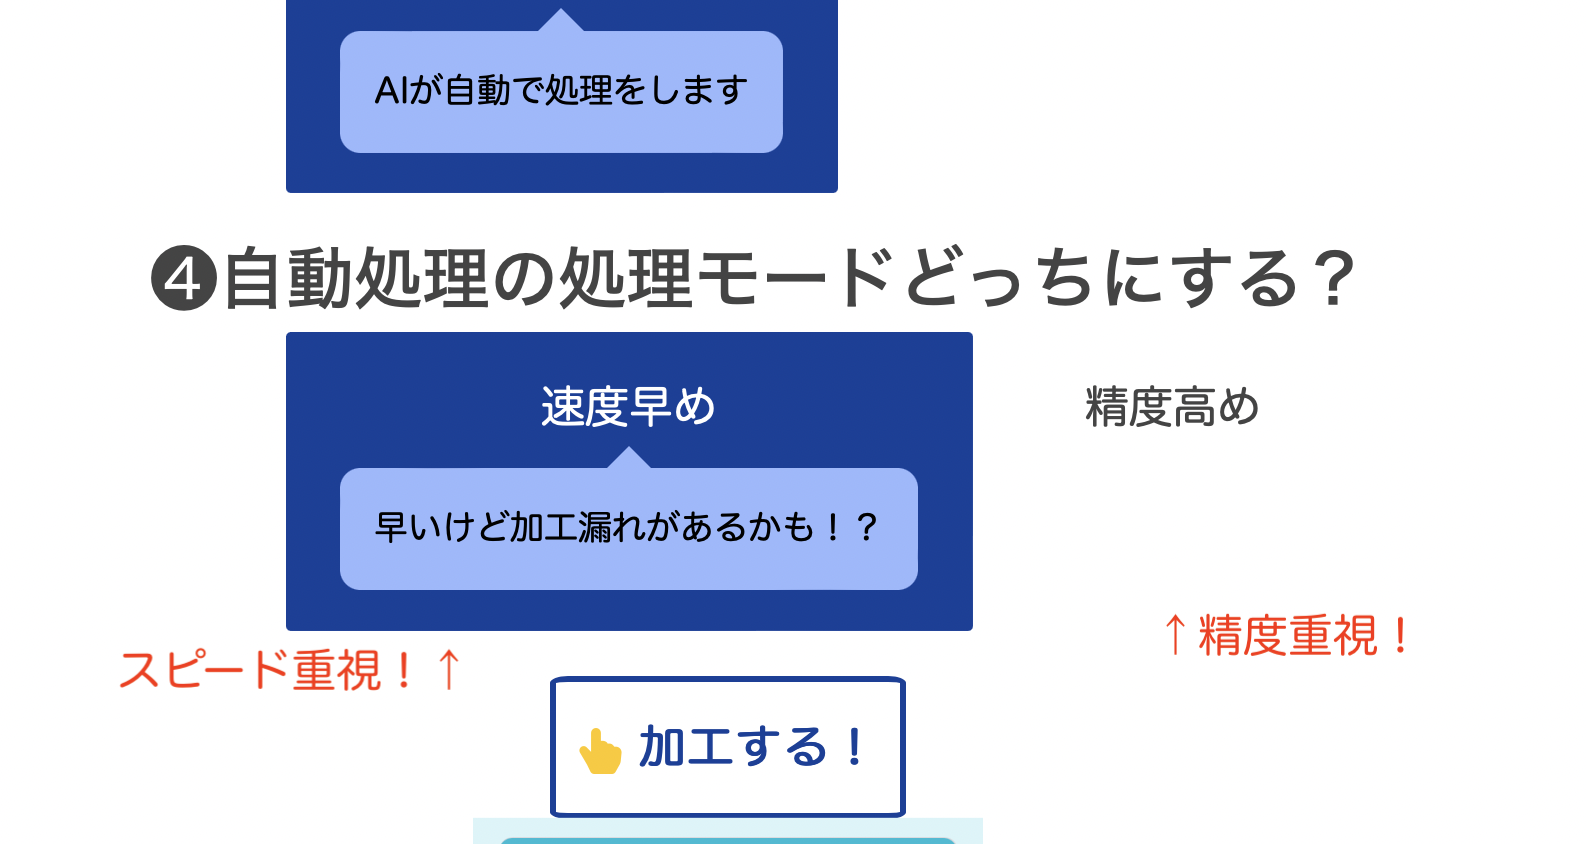 AIが自動で処理をします
❹自動処理の処理モードどっちにする？
速度早め
精度高め
早いけど加工漏れがあるかも！？
↑精度重視！
スピード重視！↑
👆加工する！